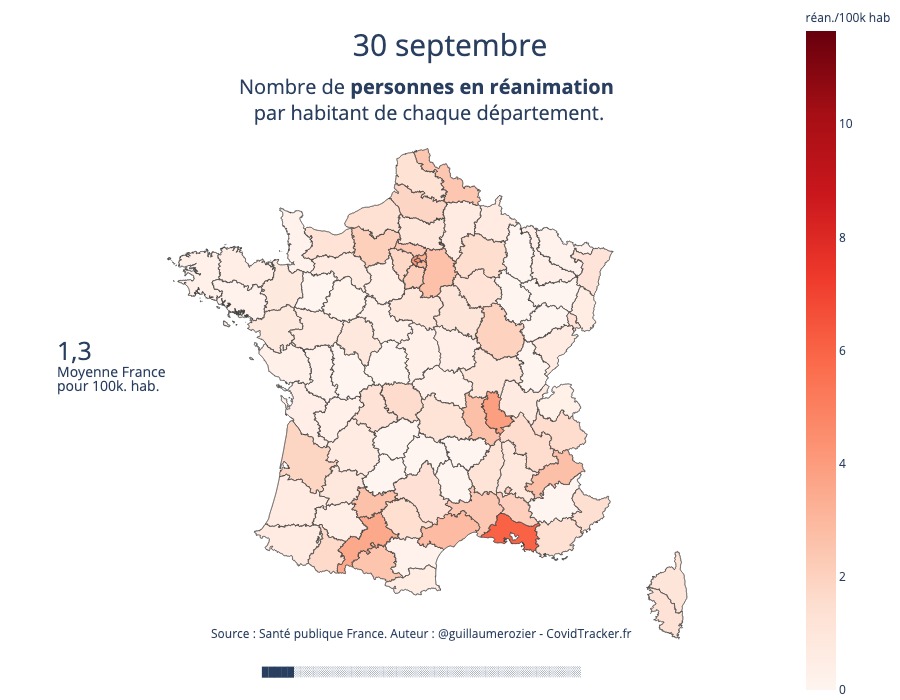 réan./100k hab
30 septembre
Nombre de personnes en réanimation
par habitant de chaque département.
10
8
6
4
2
0
1,3
Moyenne France
pour 100k. hab.
Source : Santé publique France. Auteur : @guillaumerozier - CovidTracker.fr